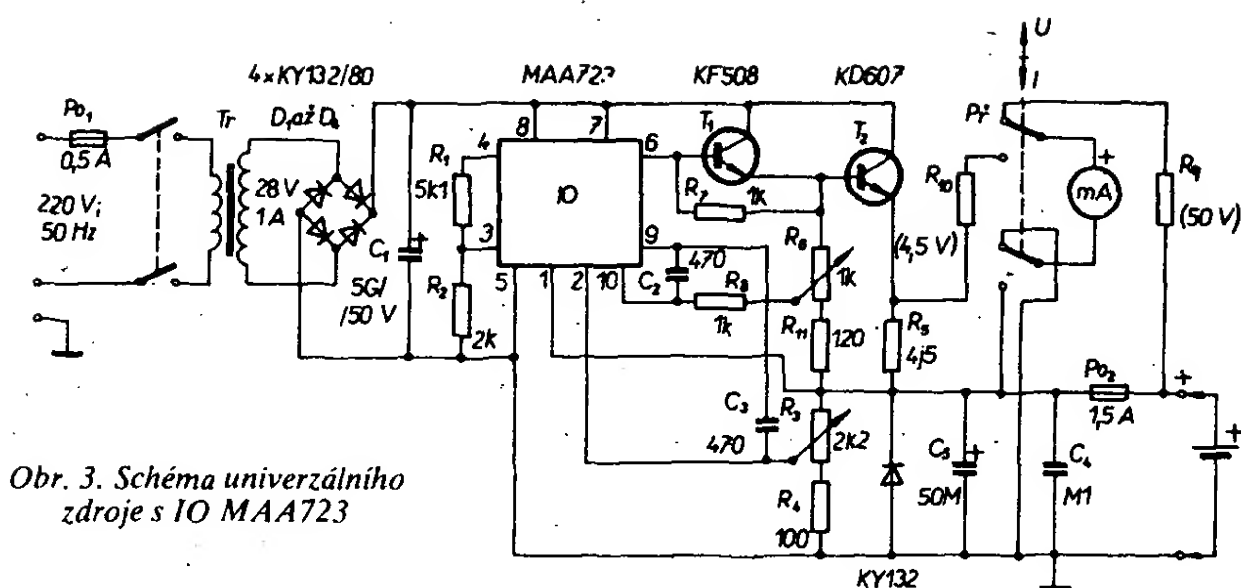 4×KY132/80
MAA723
KF508
KD607
U
I
Př
Po₁
0,5 A
220 V;
50 Hz
Tr
D₁ až D₄
28 V
1 A
C₁
+
5G/
/50 V
R₁
5k1
R₂
2k
4
3
5
8
7
1
2
10
6
9
IO
T₁
T₂
R₇
1k
C₂
470
R₈
1k
R₆
1k
R₁₁
120
C₃
470
R₃
2k2
R₄
100
R₁₀
(4,5 V)
R₅
4j5
mA
+
R₉
(50 V)
Po₂
1,5 A
+
+
C₅
+
50M
C₄
M1
KY132
Obr. 3. Schéma univerzálního
zdroje s IO MAA723